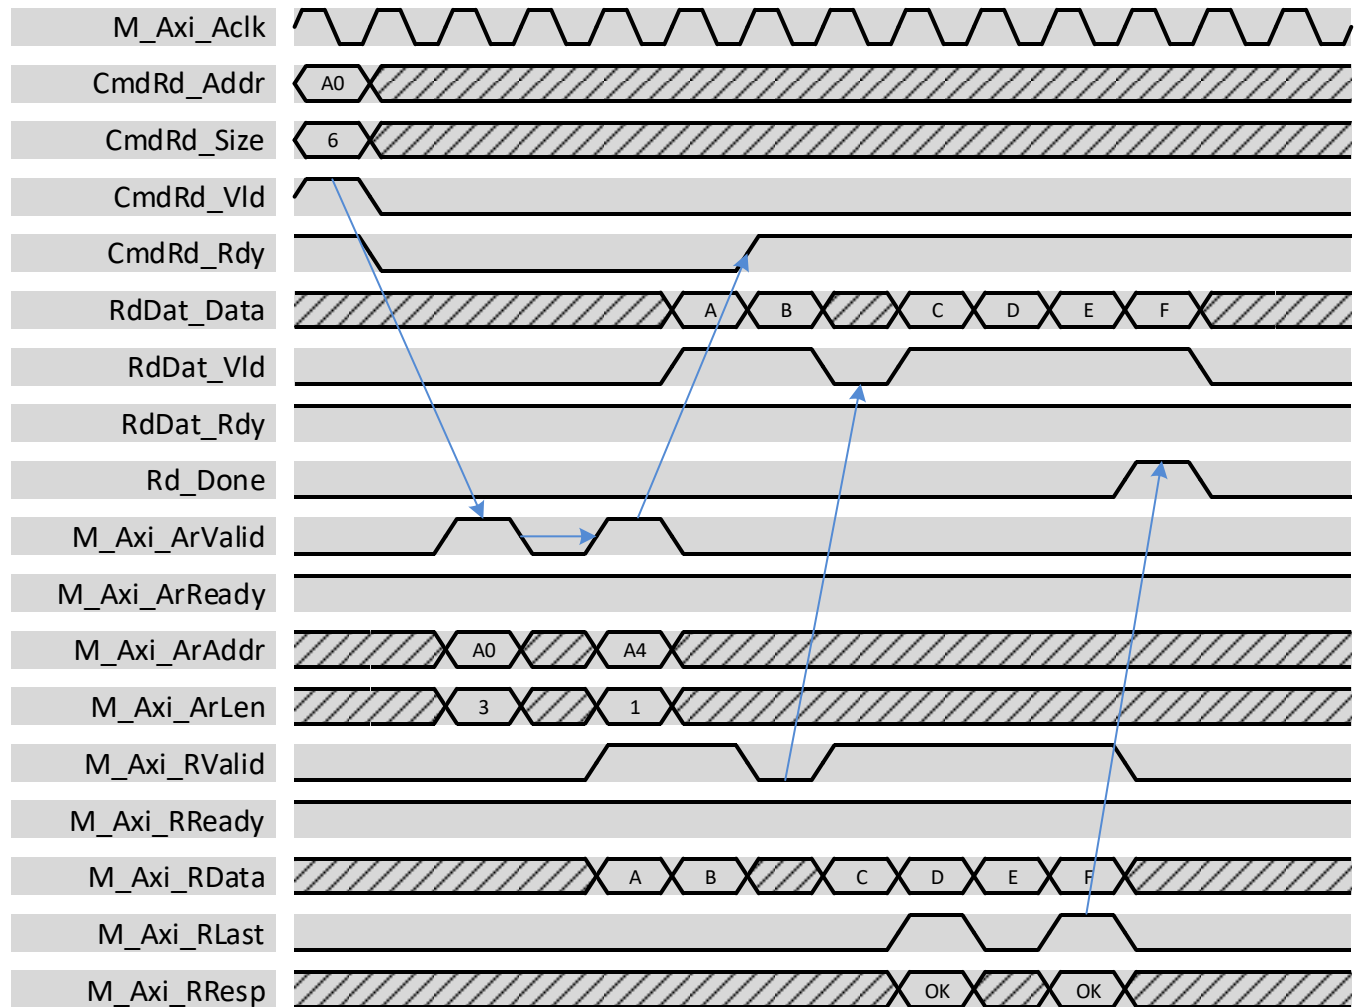 M_Axi_Aclk
CmdRd_Addr A0
CmdRd_Size 6
CmdRd_Vld
CmdRd_Rdy
RdDat_Data A B C D E F
RdDat_Vld
RdDat_Rdy
Rd_Done
M_Axi_ArValid
M_Axi_ArReady
M_Axi_ArAddr A0 A4
M_Axi_ArLen 3 1
M_Axi_RValid
M_Axi_RReady
M_Axi_RData A B C D E F
M_Axi_RLast
M_Axi_RResp OK OK